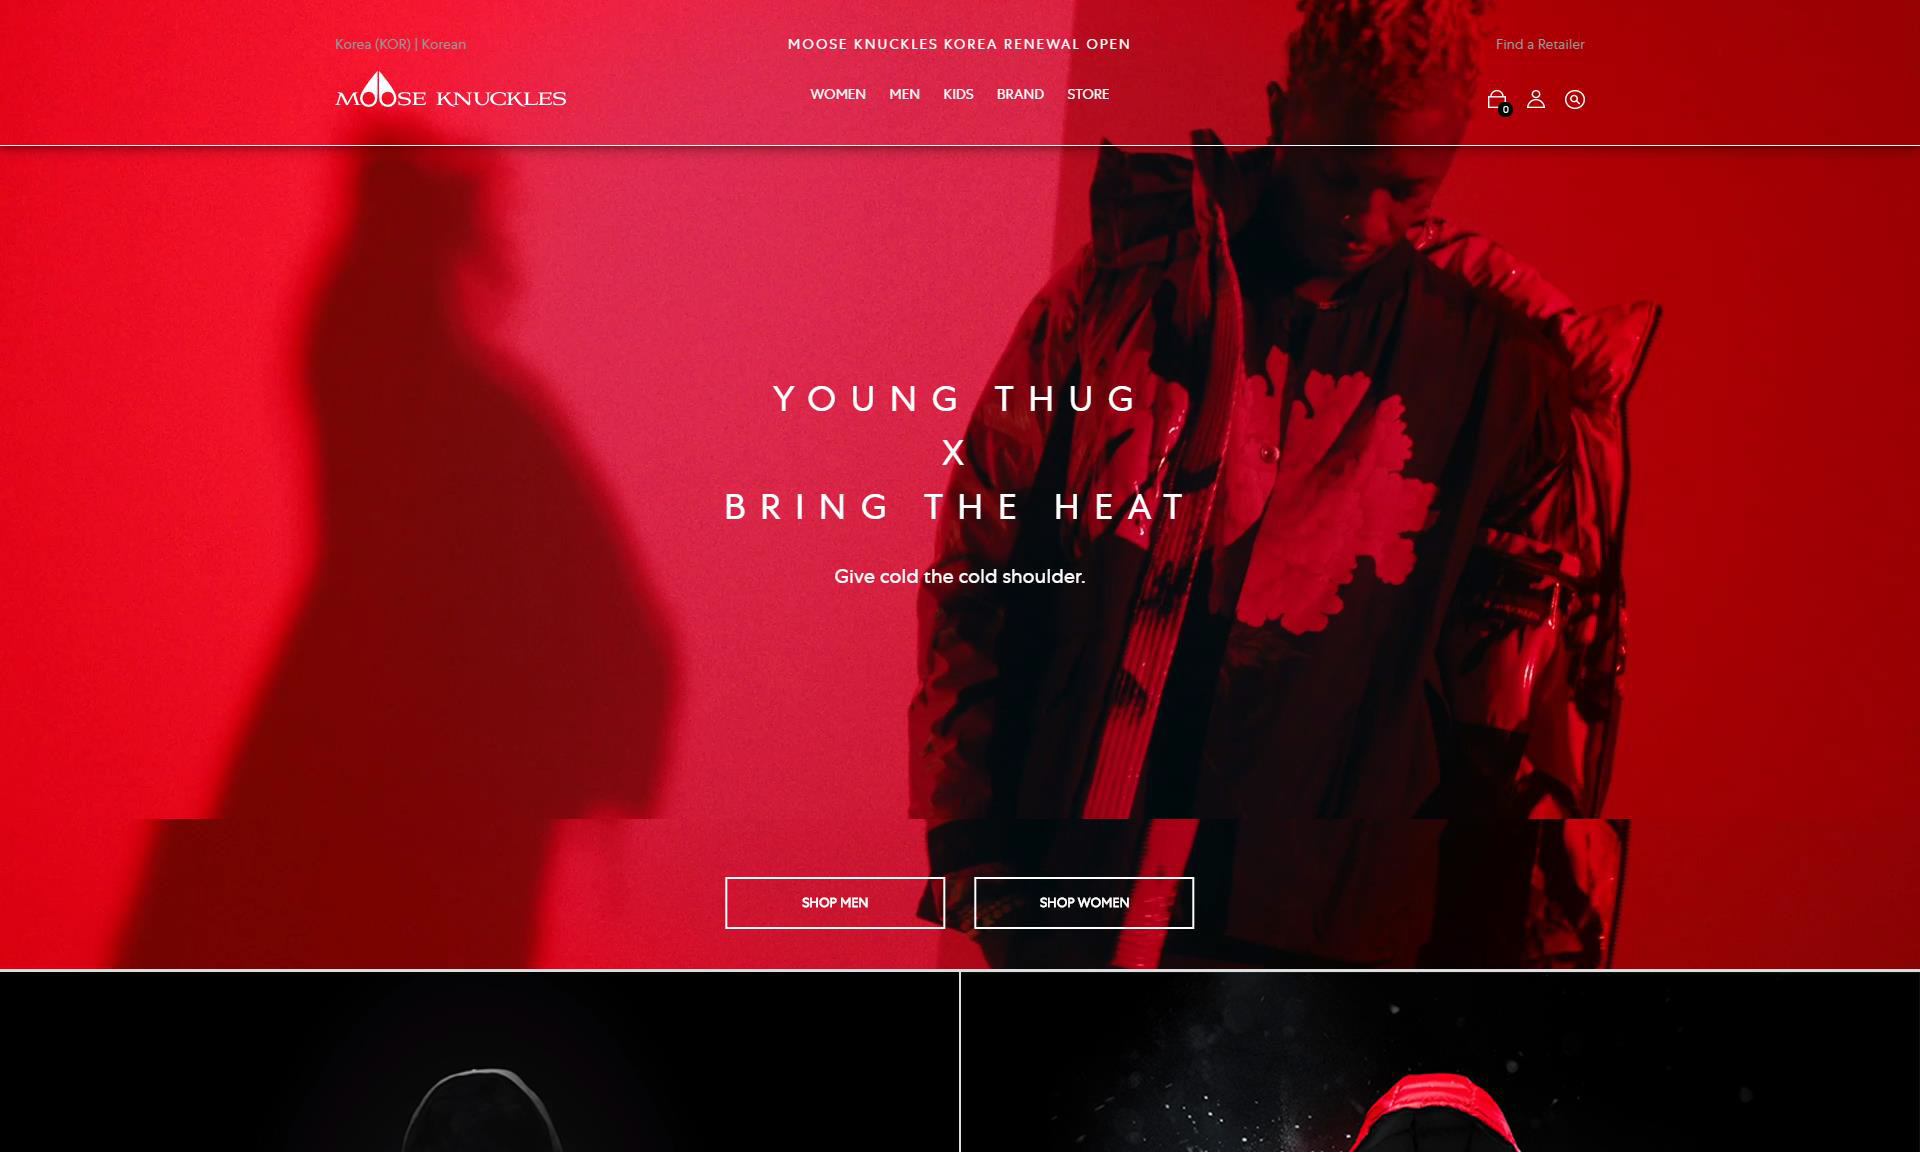 Korea (KOR) | Korean
MOOSE KNUCKLES KOREA RENEWAL OPEN
Find a Retailer
MOOSE KNUCKLES
WOMEN MEN KIDS BRAND STORE
0
YOUNG THUG
X
BRING THE HEAT
Give cold the cold shoulder.
SHOP MEN
SHOP WOMEN